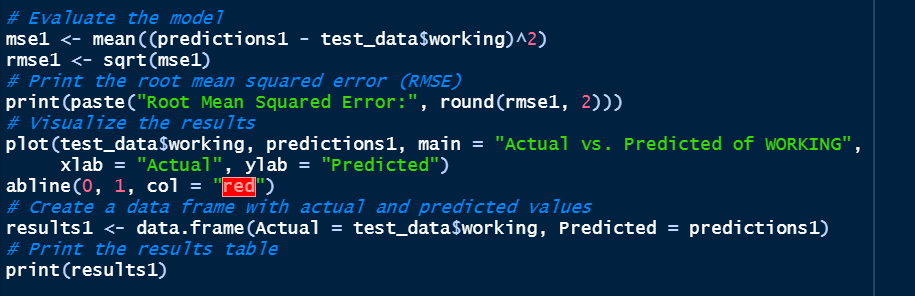 # Evaluate the model
mse1 <- mean((predictions1 - test_data$working)^2)
rmse1 <- sqrt(mse1)
# Print the root mean squared error (RMSE)
print(paste("Root Mean Squared Error:", round(rmse1, 2)))
# Visualize the results
plot(test_data$working, predictions1, main = "Actual vs. Predicted of WORKING",
     xlab = "Actual", ylab = "Predicted")
abline(0, 1, col = "red")
# Create a data frame with actual and predicted values
results1 <- data.frame(Actual = test_data$working, Predicted = predictions1)
# Print the results table
print(results1)